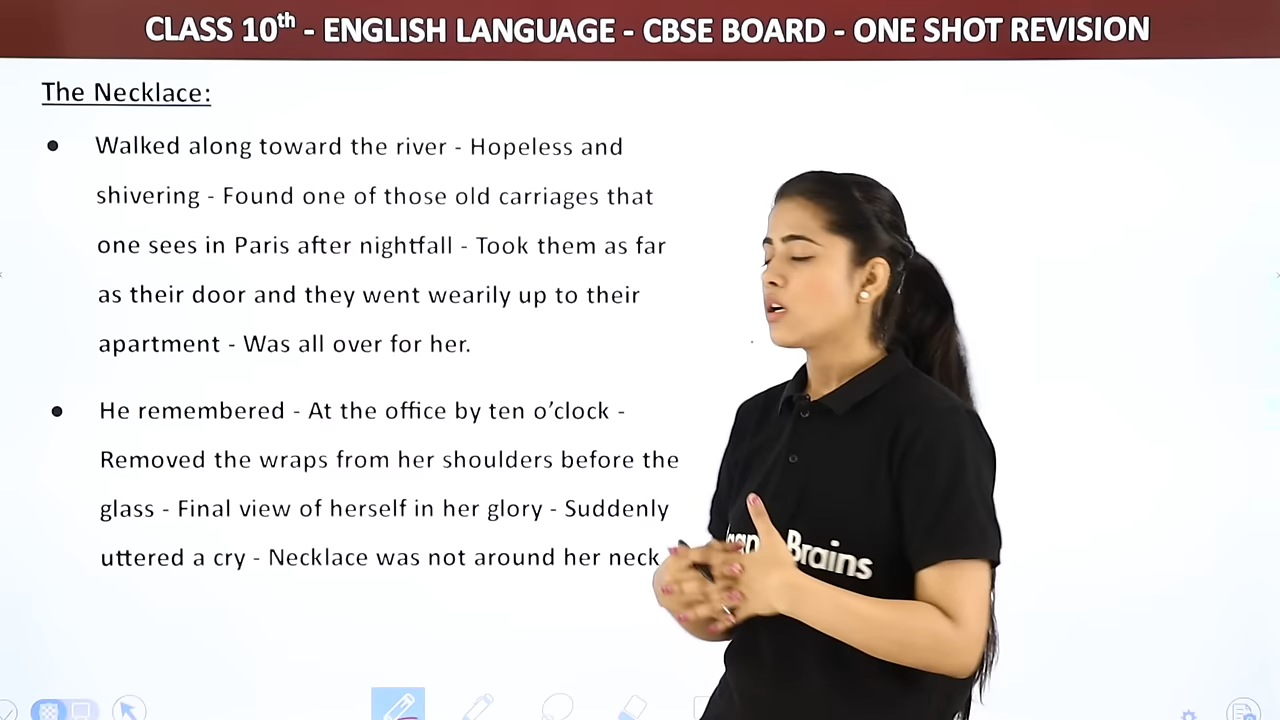 CLASS 10th - ENGLISH LANGUAGE - CBSE BOARD - ONE SHOT REVISION
The Necklace:
● Walked along toward the river - Hopeless and
shivering - Found one of those old carriages that
one sees in Paris after nightfall - Took them as far
as their door and they went wearily up to their
apartment - Was all over for her.
● He remembered - At the office by ten o’clock -
Removed the wraps from her shoulders before the
glass - Final view of herself in her glory - Suddenly
uttered a cry - Necklace was not around her neck
Brains